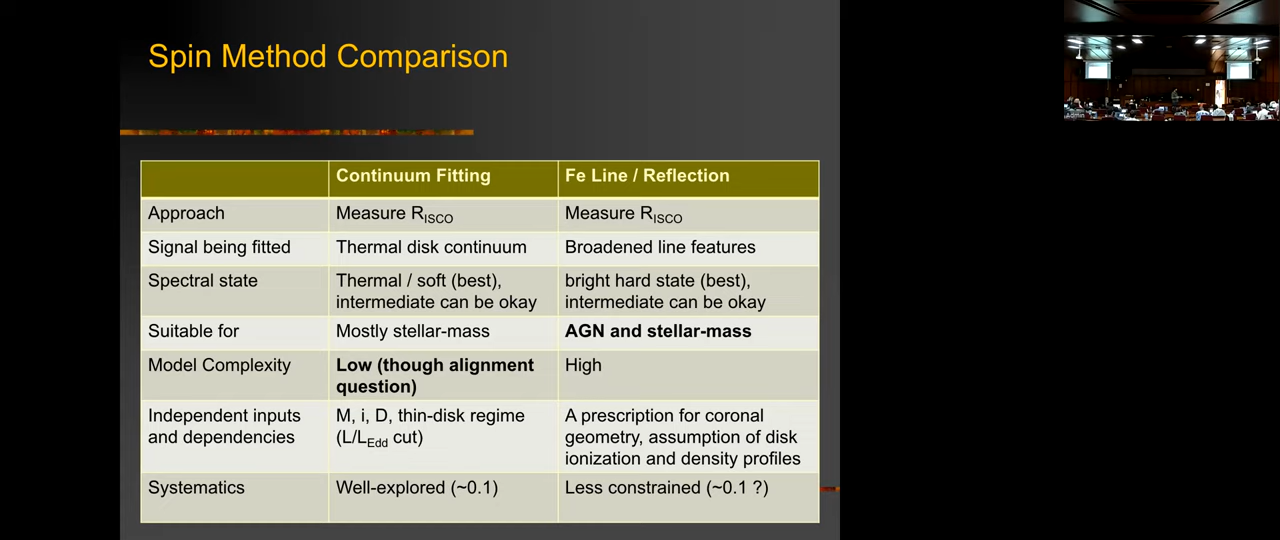 Spin Method Comparison
Continuum Fitting
Fe Line / Reflection
Approach
Measure R_ISCO
Measure R_ISCO
Signal being fitted
Thermal disk continuum
Broadened line features
Spectral state
Thermal / soft (best),
intermediate can be okay
bright hard state (best),
intermediate can be okay
Suitable for
Mostly stellar-mass
AGN and stellar-mass
Model Complexity
Low (though alignment
question)
High
Independent inputs
and dependencies
M, i, D, thin-disk regime
(L/L_Edd cut)
A prescription for coronal
geometry, assumption of disk
ionization and density profiles
Systematics
Well-explored (~0.1)
Less constrained (~0.1 ?)